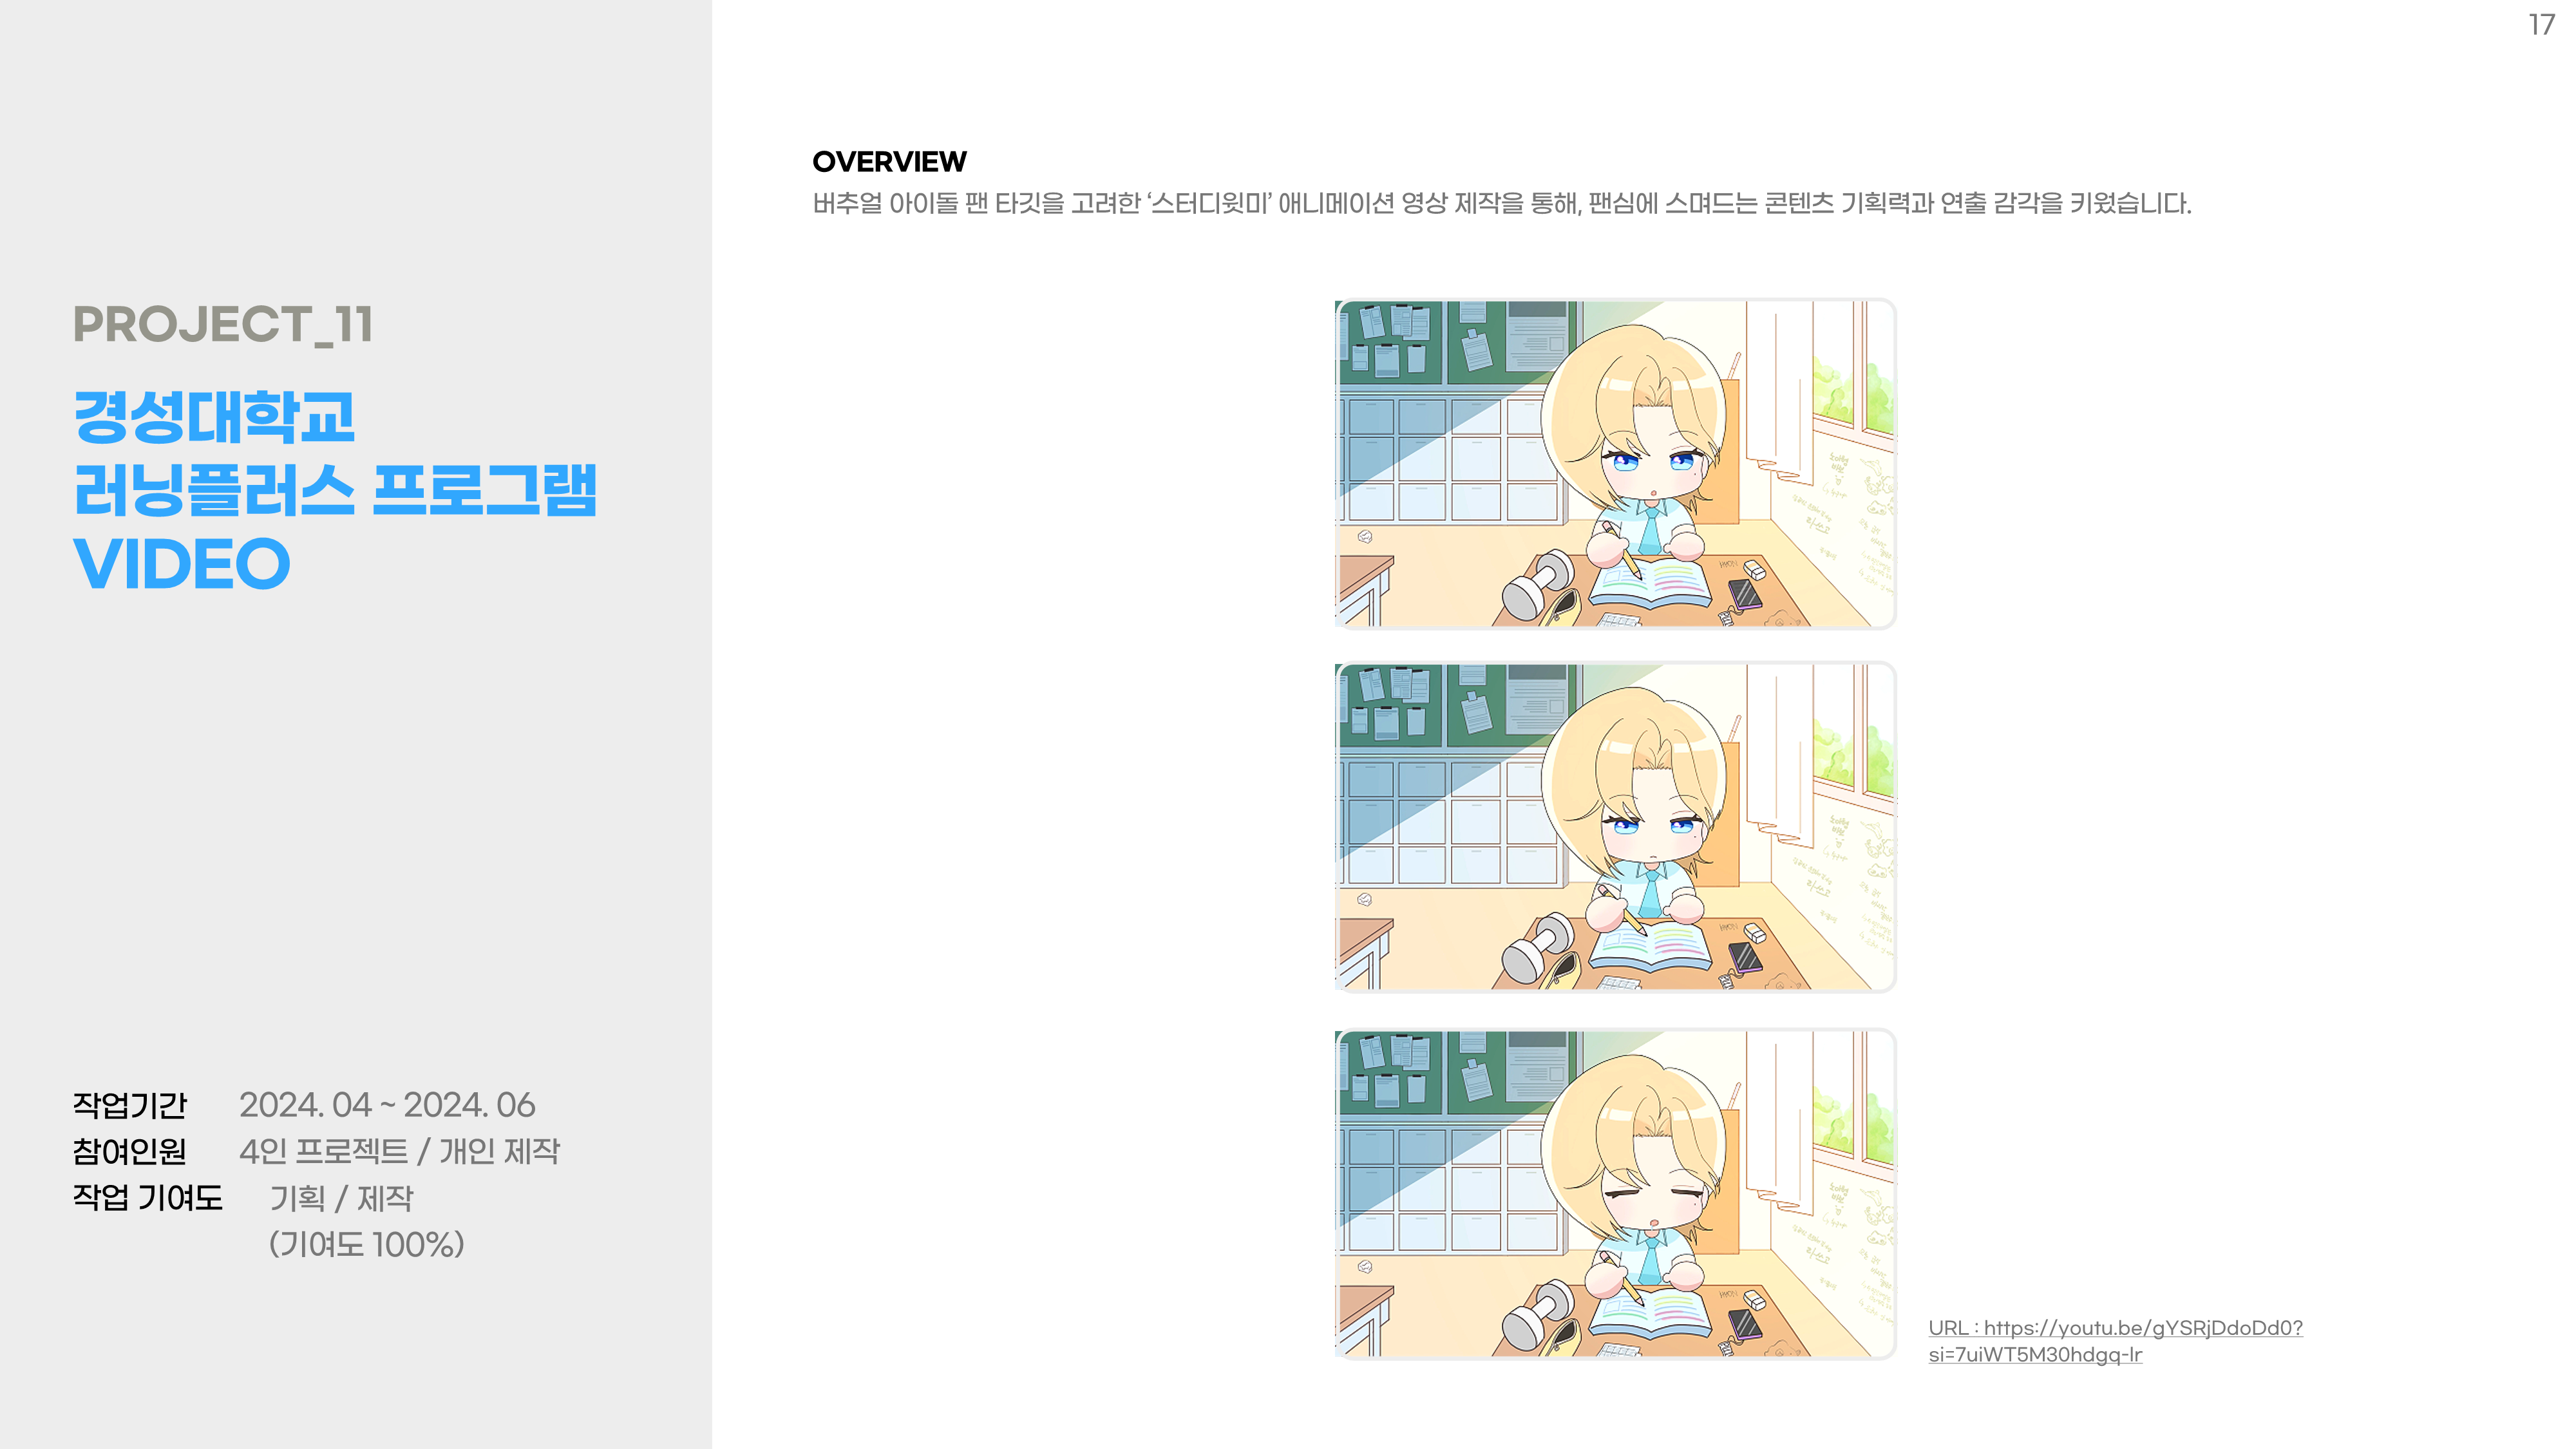 17
OVERVIEW
버추얼 아이돌 팬 타깃을 고려한 ‘스터디윗미’ 애니메이션 영상 제작을 통해, 팬심에 스며드는 콘텐츠 기획력과 연출 감각을 키웠습니다.
PROJECT_11
경성대학교
러닝플러스 프로그램
VIDEO
작업기간 2024. 04 ~ 2024. 06
참여인원 4인 프로젝트 / 개인 제작
작업 기여도 기획 / 제작
(기여도 100%)
URL : https://youtu.be/gYSRjDdoDd0?
si=7uiWT5M30hdgq-lr